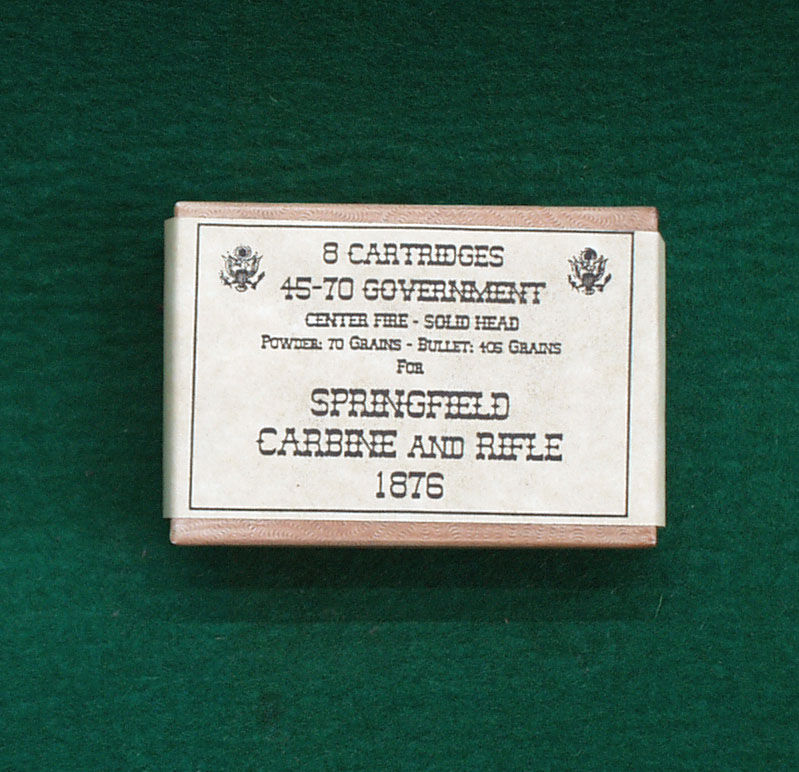 8 CARTRIDGES
45-70 GOVERNMENT
CENTER FIRE - SOLID HEAD
POWDER: 70 GRAINS - BULLET: 405 GRAINS
FOR
SPRINGFIELD
CARBINE AND RIFLE
1876